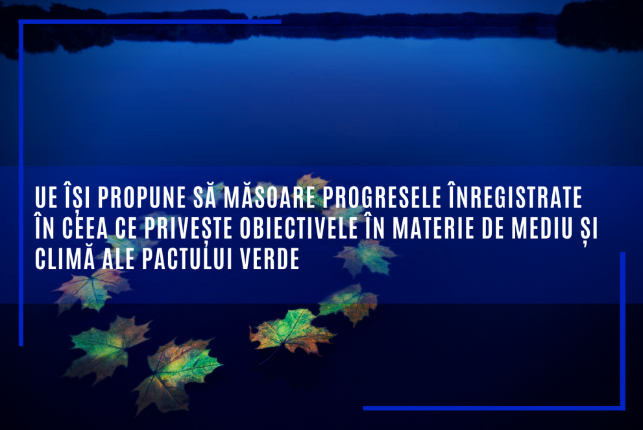 UE ÎȘI PROPUNE SĂ MĂSOARE PROGRESELE ÎNREGISTRATE
ÎN CEEA CE PRIVEȘTE OBIECTIVELE ÎN MATERIE DE MEDIU ȘI
CLIMĂ ALE PACTULUI VERDE